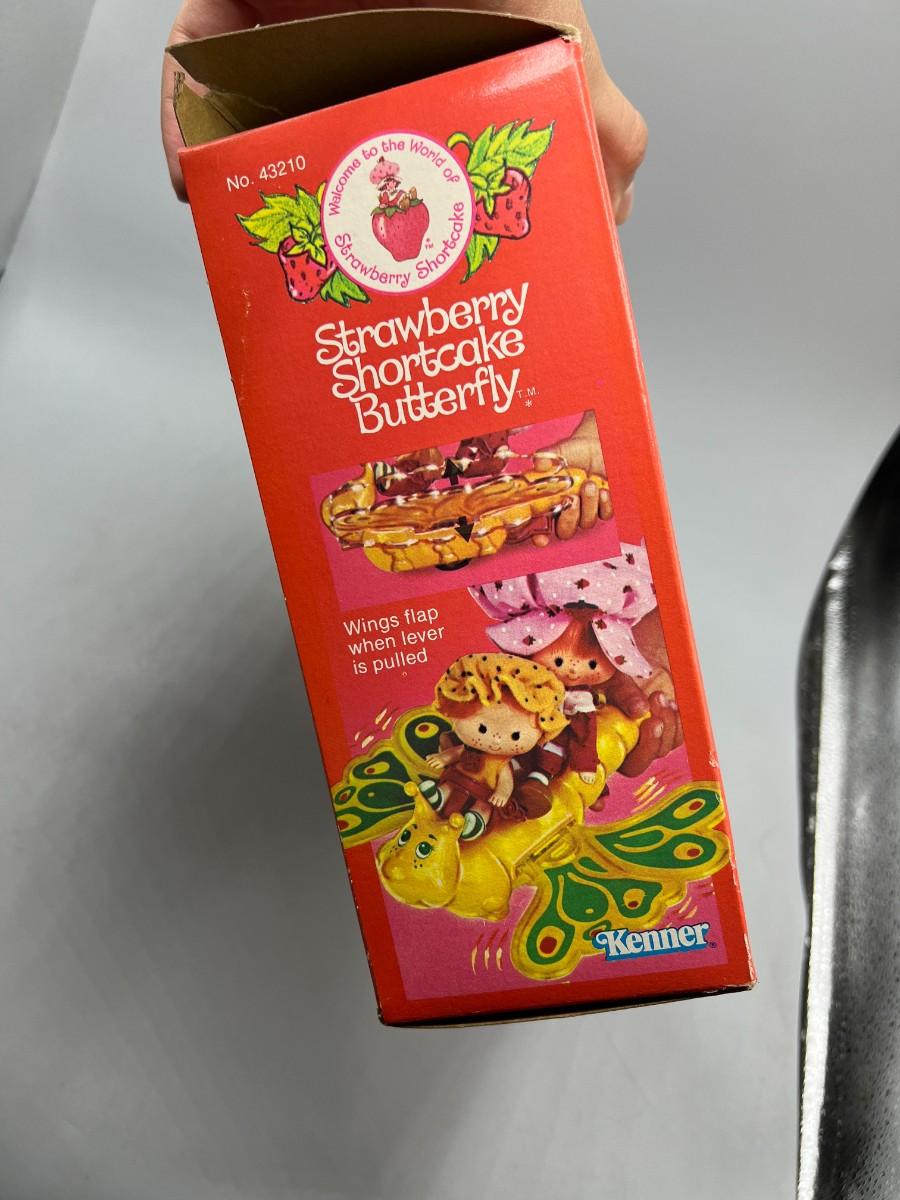 No. 43210
Welcome to the World of
Strawberry Shortcake
TM
Strawberry
Shortcake
Butterfly T.M.
*
Wings flap
when lever
is pulled
Kenner®